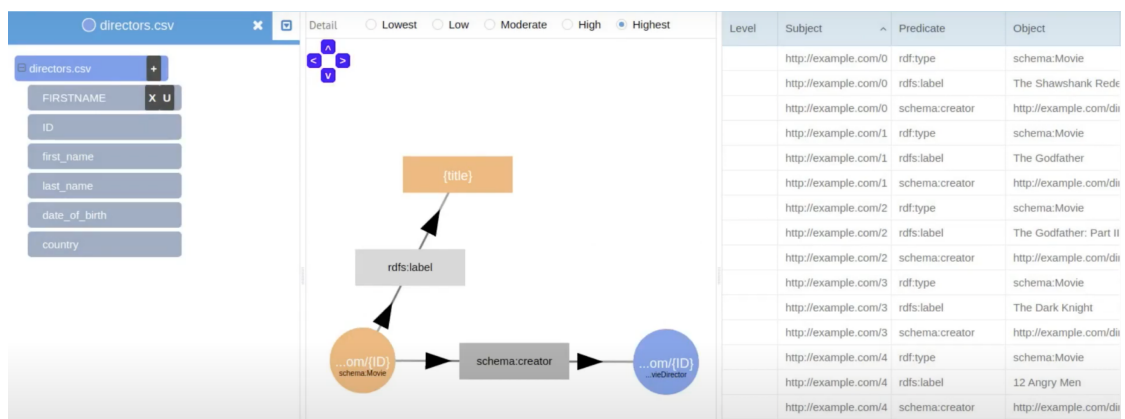 directors.csv
directors.csv +
FIRSTNAME X U
ID
first_name
last_name
date_of_birth
country
Detail Lowest Low Moderate High Highest
^
< >
v
{title}
rdfs:label
...om/{ID}
schema:Movie
schema:creator
...om/{ID}
...vieDirector
Level Subject Predicate Object
http://example.com/0 rdf:type schema:Movie
http://example.com/0 rdfs:label The Shawshank Rede
http://example.com/0 schema:creator http://example.com/di
http://example.com/1 rdf:type schema:Movie
http://example.com/1 rdfs:label The Godfather
http://example.com/1 schema:creator http://example.com/di
http://example.com/2 rdf:type schema:Movie
http://example.com/2 rdfs:label The Godfather: Part II
http://example.com/2 schema:creator http://example.com/di
http://example.com/3 rdf:type schema:Movie
http://example.com/3 rdfs:label The Dark Knight
http://example.com/3 schema:creator http://example.com/di
http://example.com/4 rdf:type schema:Movie
http://example.com/4 rdfs:label 12 Angry Men
http://example.com/4 schema:creator http://example.com/di